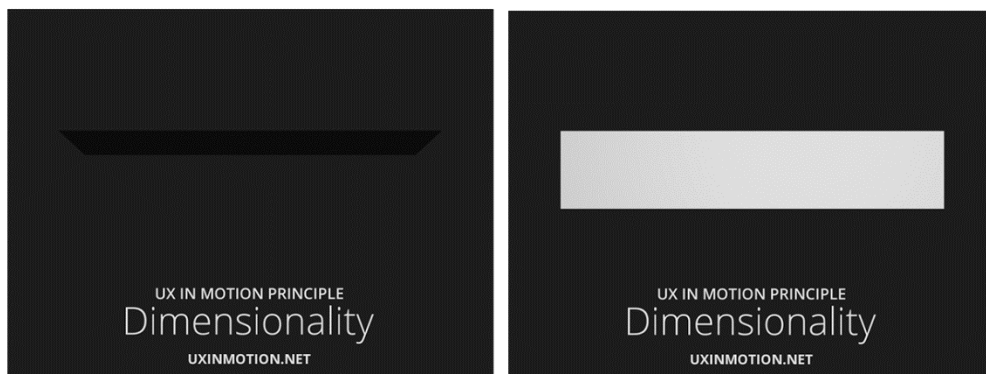 UX IN MOTION PRINCIPLE
Dimensionality
UXINMOTION.NET
UX IN MOTION PRINCIPLE
Dimensionality
UXINMOTION.NET